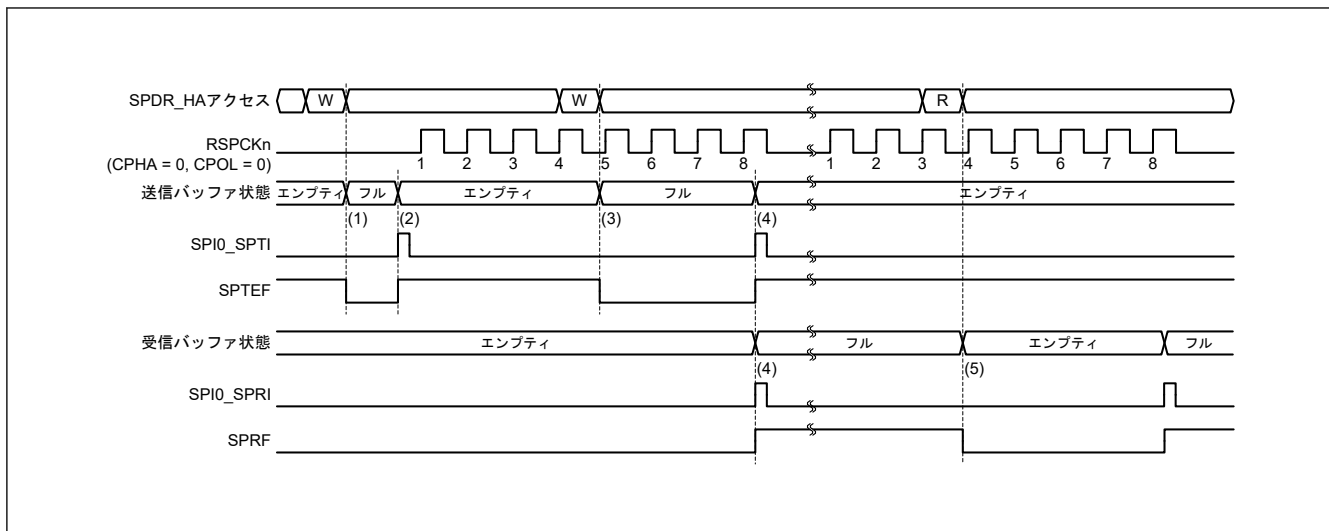 SPDR_HAアクセス W W R
RSPCKn
(CPHA = 0, CPOL = 0)
1 2 3 4 5 6 7 8 1 2 3 4 5 6 7 8
送信バッファ状態 エンプティ フル エンプティ フル エンプティ
(1) (2) (3) (4)
SPI0_SPTI
SPTEF
受信バッファ状態 エンプティ フル エンプティ フル
(4) (5)
SPI0_SPRI
SPRF